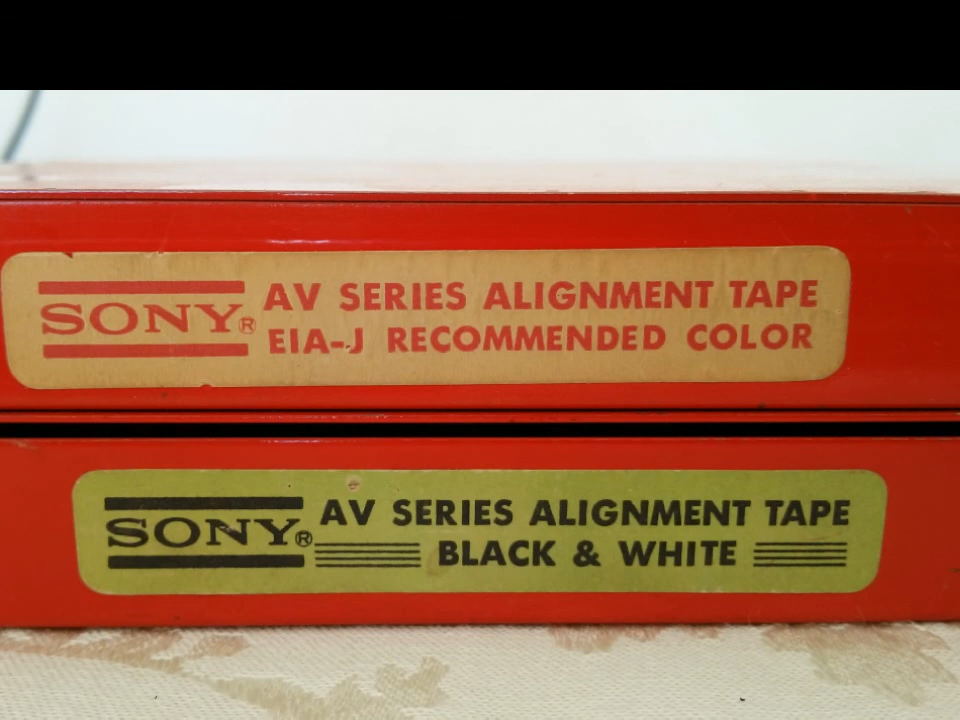 SONY® AV SERIES ALIGNMENT TAPE
EIA-J RECOMMENDED COLOR
SONY® AV SERIES ALIGNMENT TAPE
BLACK & WHITE